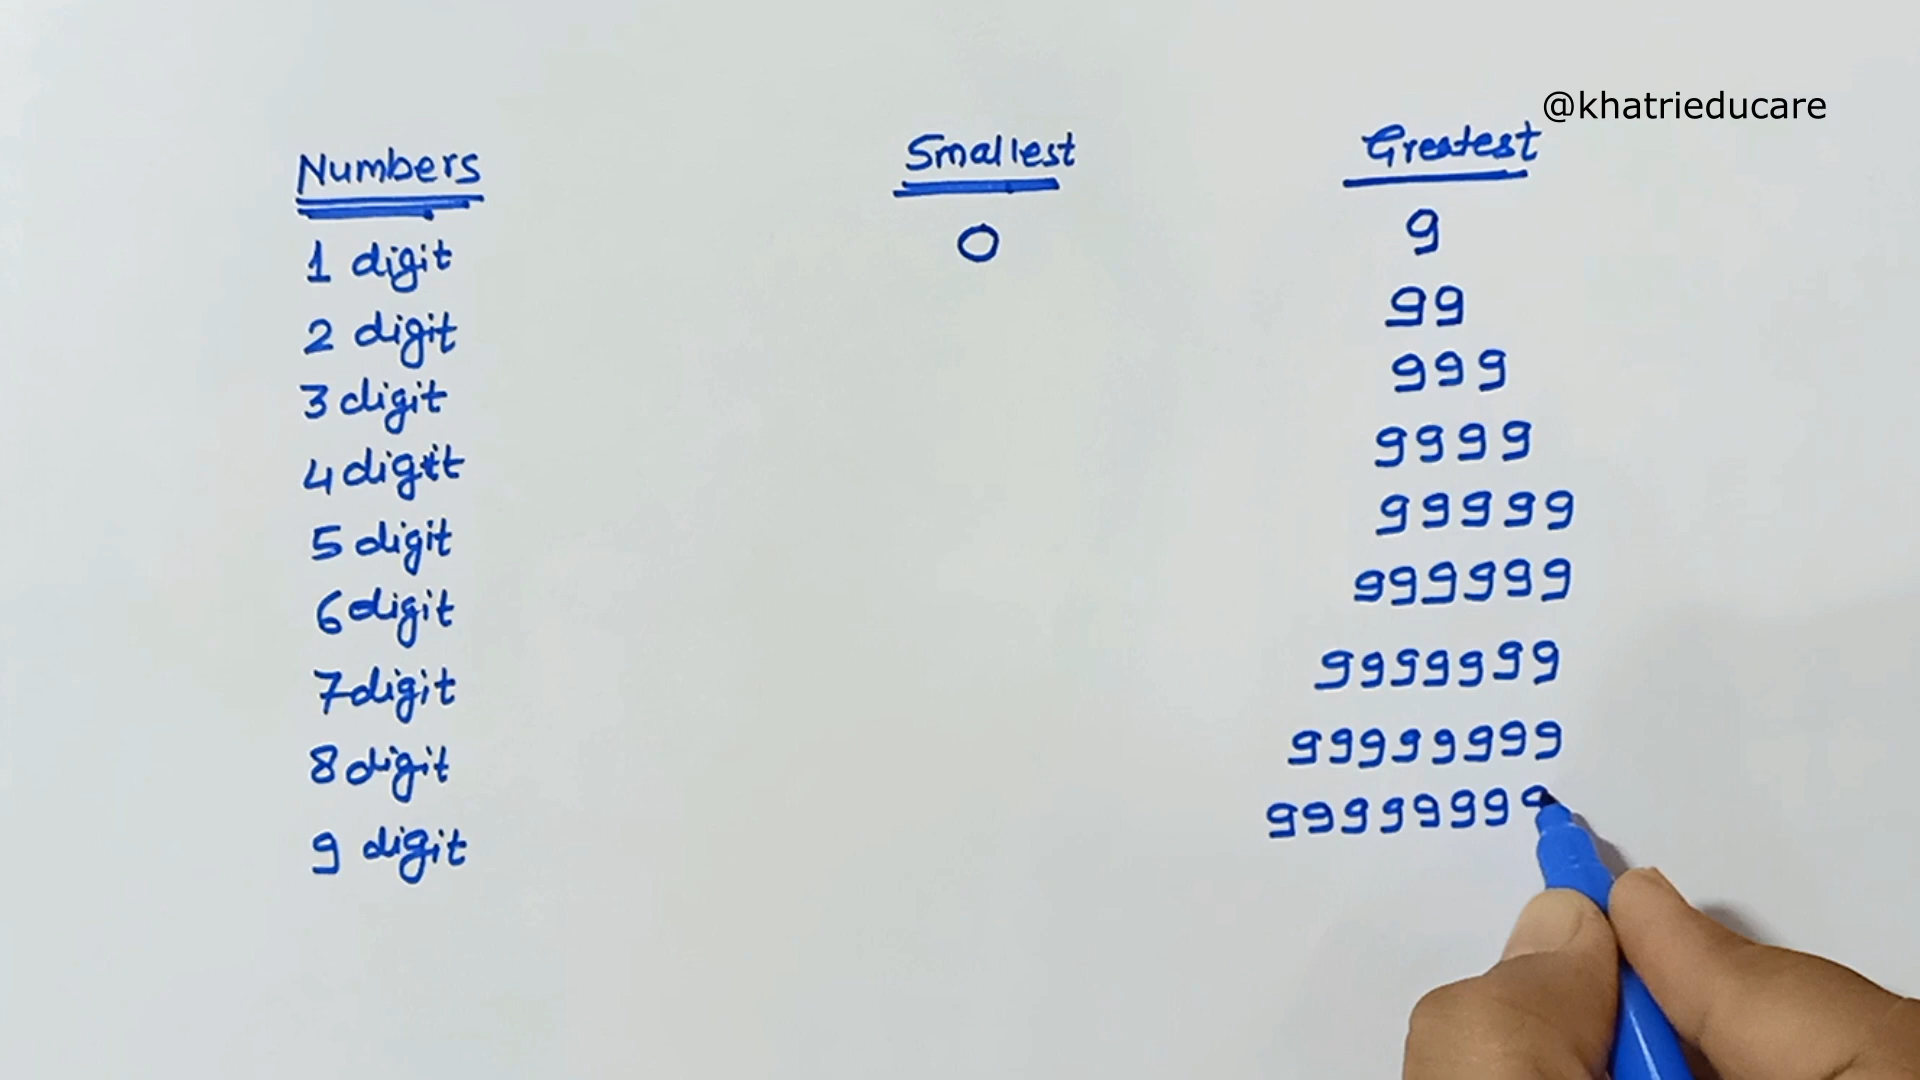 @khatrieducare
Numbers Smallest Greatest
1 digit 0 9
2 digit 99
3 digit 999
4 digit 9999
5 digit 99999
6 digit 999999
7 digit 9999999
8 digit 99999999
9 digit 99999999